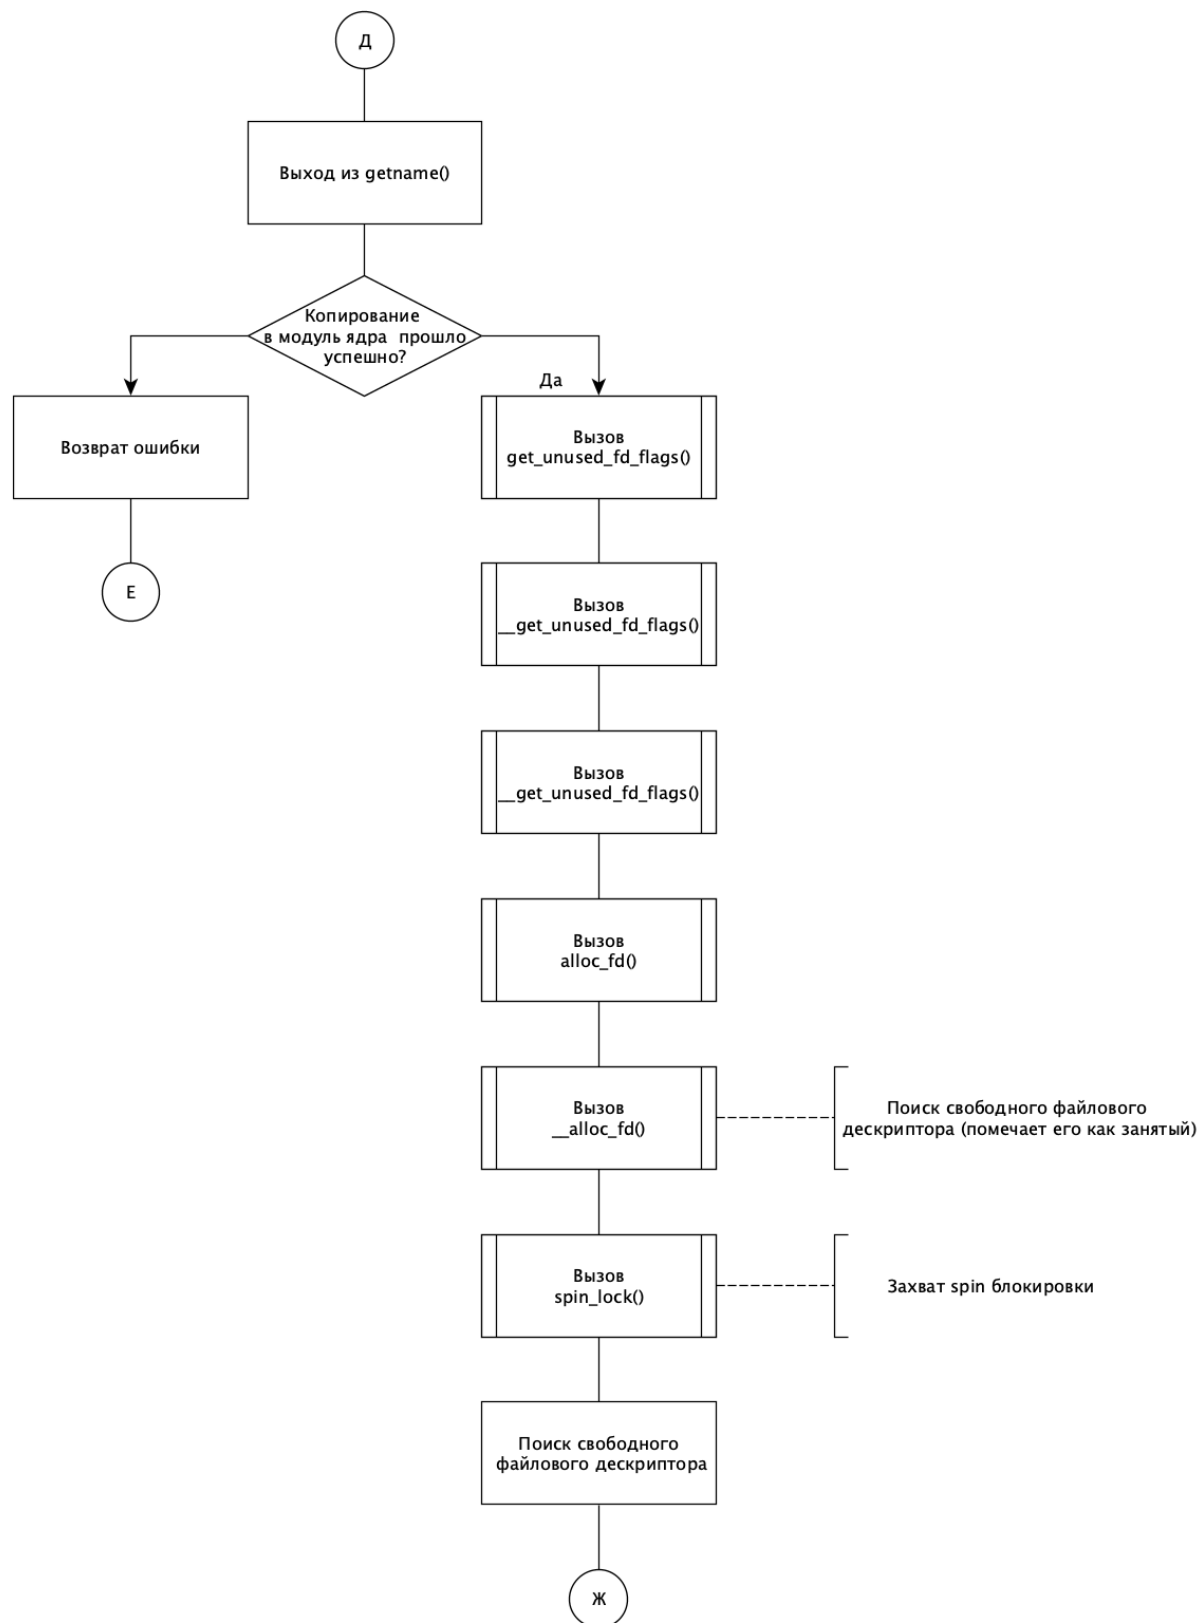 Д
Выход из getname()
Копирование
в модуль ядра прошло
успешно?
Да
Возврат ошибки
Вызов
get_unused_fd_flags()
Е
Вызов
__get_unused_fd_flags()
Вызов
__get_unused_fd_flags()
Вызов
alloc_fd()
Вызов
__alloc_fd()
Поиск свободного файлового
дескриптора (помечает его как занятый)
Вызов
spin_lock()
Захват spin блокировки
Поиск свободного
файлового дескриптора
Ж